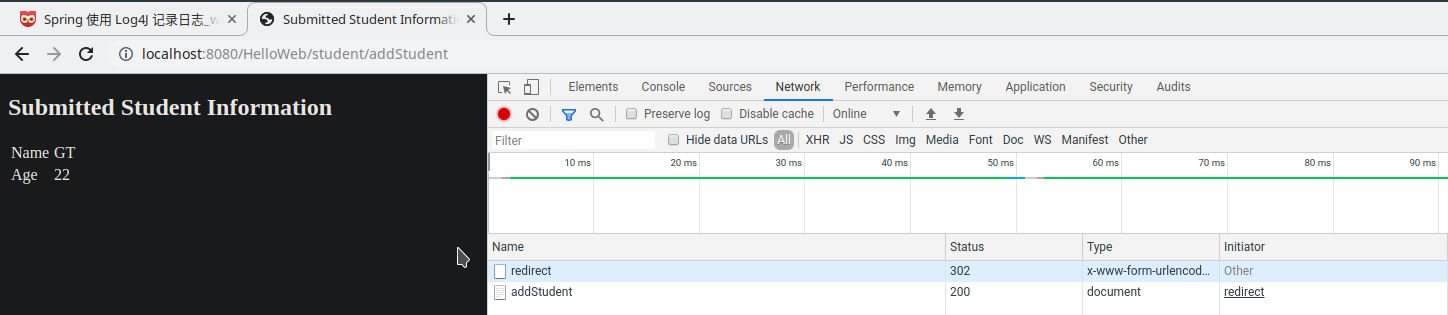 Spring 使用 Log4J 记录日志_w
Submitted Student Informati
localhost:8080/HelloWeb/student/addStudent
Submitted Student Information
Name GT
Age 22
Elements Console Sources Network Performance Memory Application Security Audits
Preserve log Disable cache Online
Filter Hide data URLs All XHR JS CSS Img Media Font Doc WS Manifest Other
10 ms 20 ms 30 ms 40 ms 50 ms 60 ms 70 ms 80 ms 90 ms
Name Status Type Initiator
redirect 302 x-www-form-urlencod... Other
addStudent 200 document redirect